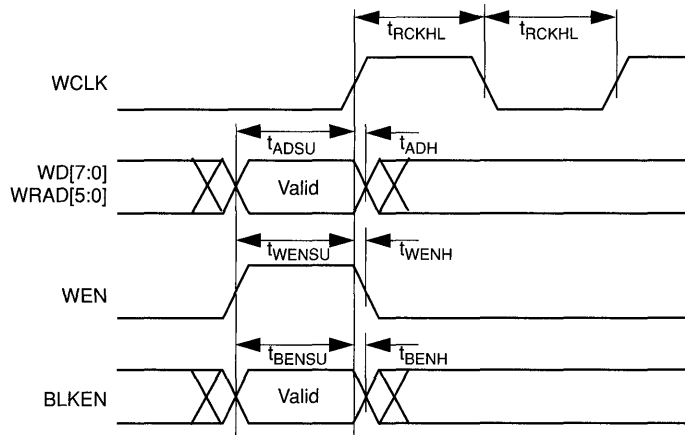 tRCKHL tRCKHL
WCLK
tADSU tADH
WD[7:0]
WRAD[5:0]
Valid
tWENSU tWENH
WEN
tBENSU tBENH
BLKEN
Valid